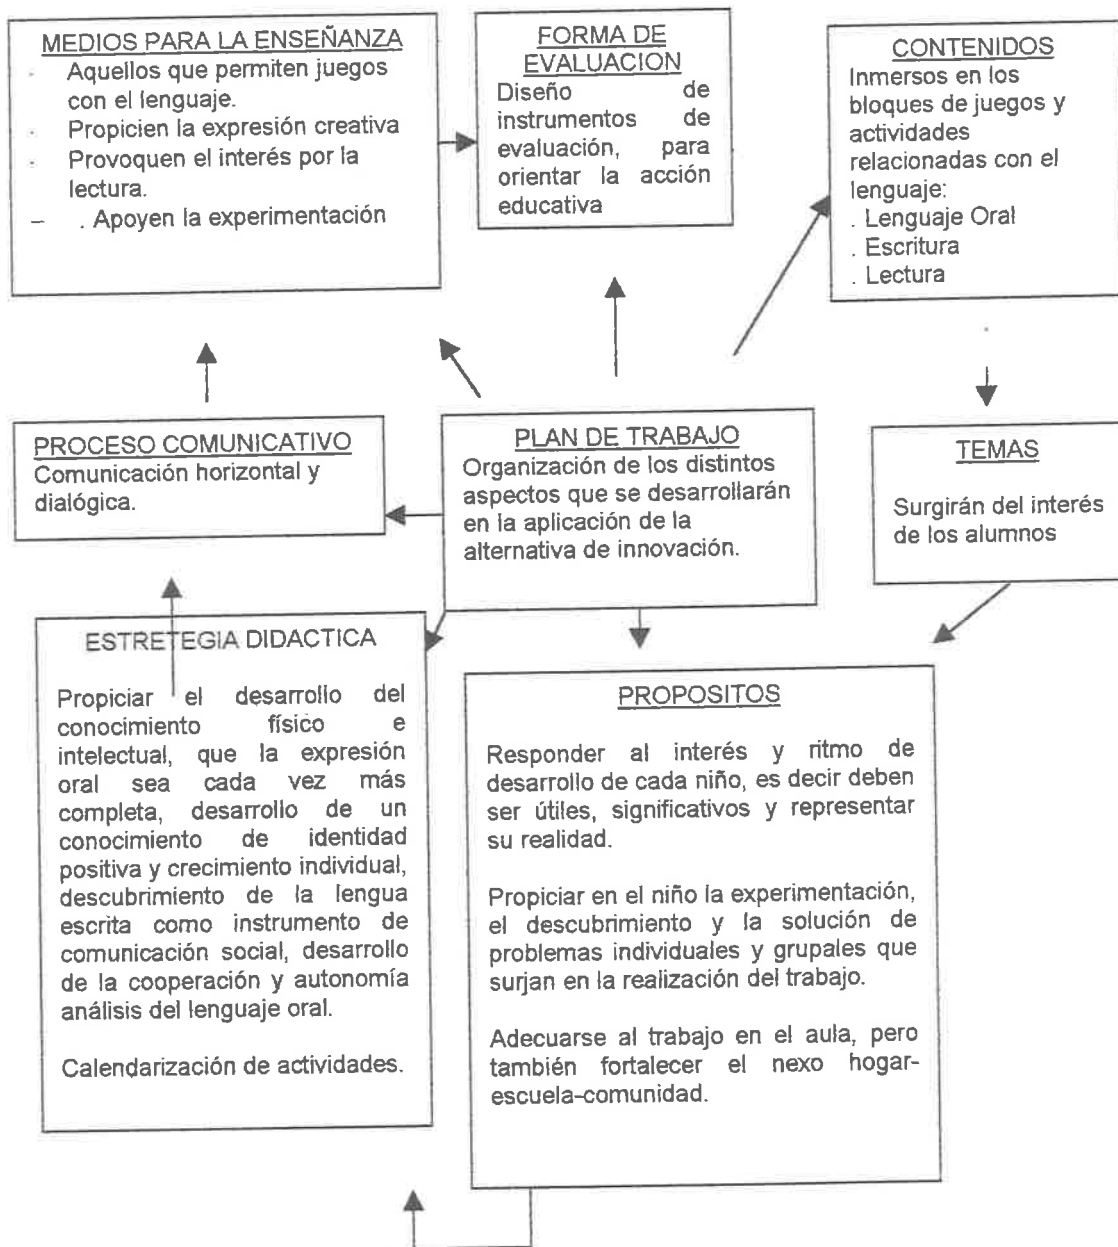 MEDIOS PARA LA ENSEÑANZA
- Aquellos que permiten juegos
con el lenguaje.
- Propicien la expresión creativa
- Provoquen el interés por la
lectura.
– . Apoyen la experimentación
FORMA DE
EVALUACION
Diseño de
instrumentos de
evaluación, para
orientar la acción
educativa
CONTENIDOS
Inmersos en los
bloques de juegos y
actividades
relacionadas con el
lenguaje:
. Lenguaje Oral
. Escritura
. Lectura
PROCESO COMUNICATIVO
Comunicación horizontal y
dialógica.
PLAN DE TRABAJO
Organización de los distintos
aspectos que se desarrollarán
en la aplicación de la
alternativa de innovación.
TEMAS
Surgirán del interés
de los alumnos
ESTRETEGIA DIDACTICA
Propiciar el desarrollo del
conocimiento físico e
intelectual, que la expresión
oral sea cada vez más
completa, desarrollo de un
conocimiento de identidad
positiva y crecimiento individual,
descubrimiento de la lengua
escrita como instrumento de
comunicación social, desarrollo
de la cooperación y autonomía
análisis del lenguaje oral.
Calendarización de actividades.
PROPOSITOS
Responder al interés y ritmo de
desarrollo de cada niño, es decir deben
ser útiles, significativos y representar
su realidad.
Propiciar en el niño la experimentación,
el descubrimiento y la solución de
problemas individuales y grupales que
surjan en la realización del trabajo.
Adecuarse al trabajo en el aula, pero
también fortalecer el nexo hogar-
escuela-comunidad.